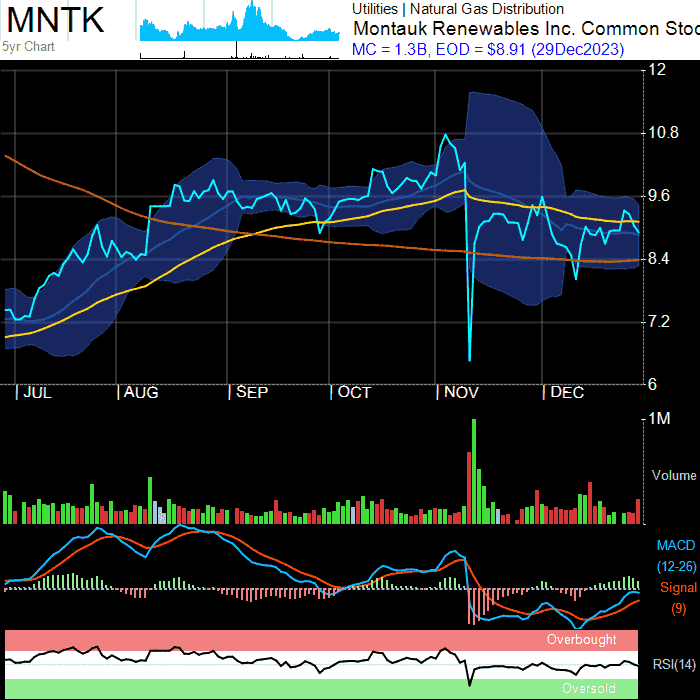 MNTK
5yr Chart
Utilities | Natural Gas Distribution
Montauk Renewables Inc. Common Stoc
MC = 1.3B, EOD = $8.91 (29Dec2023)
12
10.8
9.6
8.4
7.2
6
JUL AUG SEP OCT NOV DEC
1M
Volume
MACD
(12-26)
Signal
(9)
Overbought
RSI(14)
Oversold